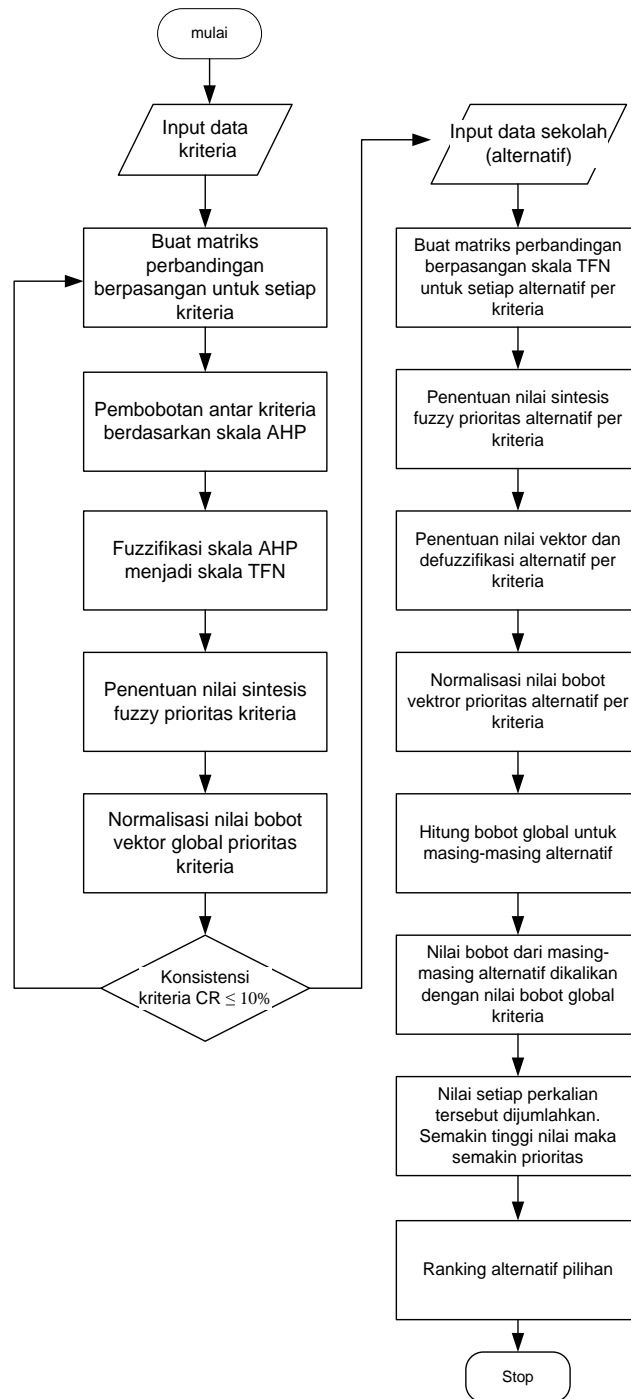 mulai
Input data
kriteria
Buat matriks
perbandingan
berpasangan untuk setiap
kriteria
Pembobotan antar kriteria
berdasarkan skala AHP
Fuzzifikasi skala AHP
menjadi skala TFN
Penentuan nilai sintesis
fuzzy prioritas kriteria
Normalisasi nilai bobot
vektor global prioritas
kriteria
Konsistensi
kriteria CR ≤ 10%
Input data sekolah
(alternatif)
Buat matriks perbandingan
berpasangan skala TFN
untuk setiap alternatif per
kriteria
Penentuan nilai sintesis
fuzzy prioritas alternatif per
kriteria
Penentuan nilai vektor dan
defuzzifikasi alternatif per
kriteria
Normalisasi nilai bobot
vektror prioritas alternatif per
kriteria
Hitung bobot global untuk
masing-masing alternatif
Nilai bobot dari masing-
masing alternatif dikalikan
dengan nilai bobot global
kriteria
Nilai setiap perkalian
tersebut dijumlahkan.
Semakin tinggi nilai maka
semakin prioritas
Ranking alternatif pilihan
Stop